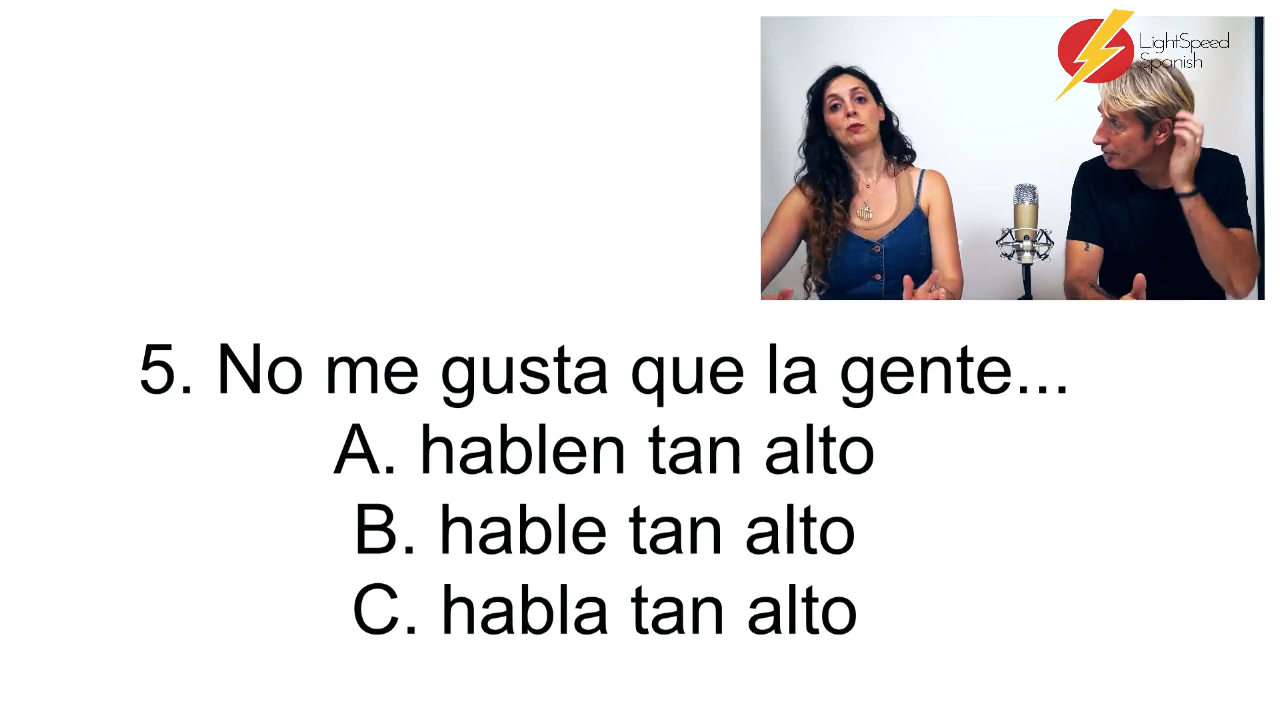 LightSpeed
Spanish
5. No me gusta que la gente...
A. hablen tan alto
B. hable tan alto
C. habla tan alto